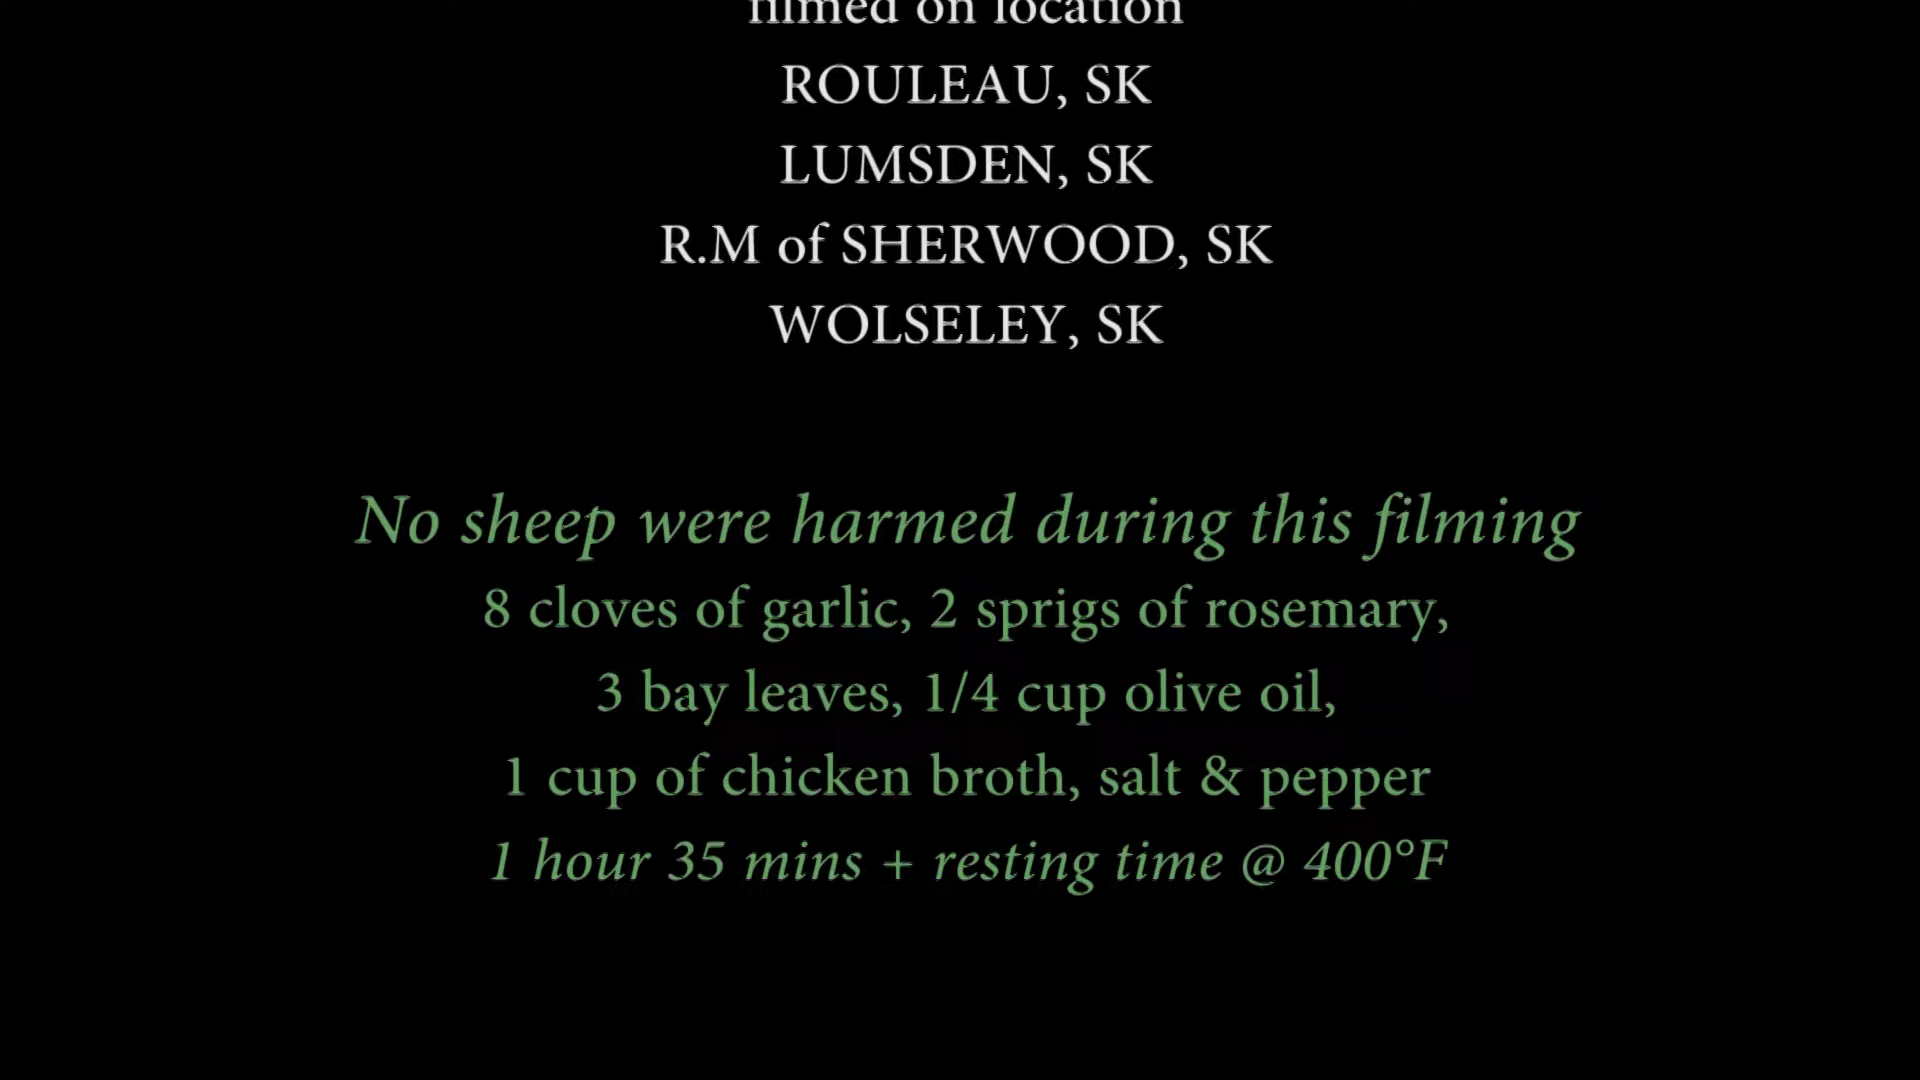 filmed on location
ROULEAU, SK
LUMSDEN, SK
R.M of SHERWOOD, SK
WOLSELEY, SK
No sheep were harmed during this filming
8 cloves of garlic, 2 sprigs of rosemary,
3 bay leaves, 1/4 cup olive oil,
1 cup of chicken broth, salt & pepper
1 hour 35 mins + resting time @ 400°F